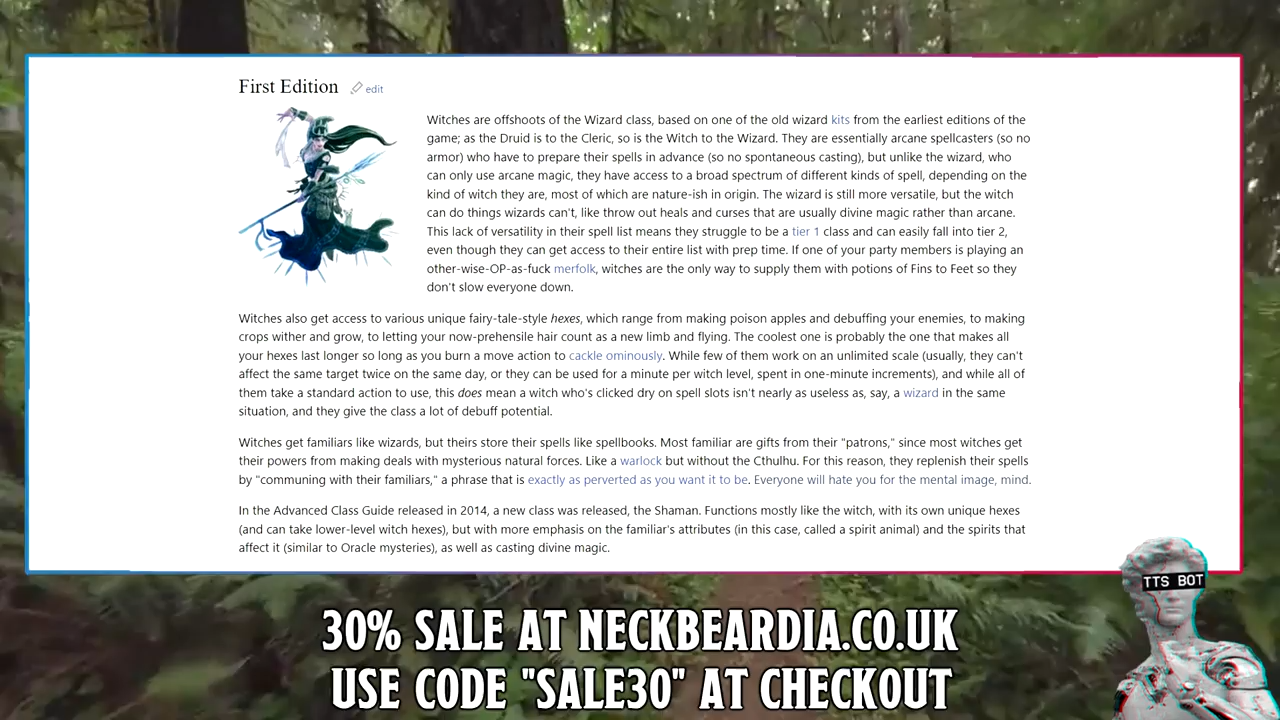 First Edition edit
Witches are offshoots of the Wizard class, based on one of the old wizard kits from the earliest editions of the
game; as the Druid is to the Cleric, so is the Witch to the Wizard. They are essentially arcane spellcasters (so no
armor) who have to prepare their spells in advance (so no spontaneous casting), but unlike the wizard, who
can only use arcane magic, they have access to a broad spectrum of different kinds of spell, depending on the
kind of witch they are, most of which are nature-ish in origin. The wizard is still more versatile, but the witch
can do things wizards can't, like throw out heals and curses that are usually divine magic rather than arcane.
This lack of versatility in their spell list means they struggle to be a tier 1 class and can easily fall into tier 2,
even though they can get access to their entire list with prep time. If one of your party members is playing an
other-wise-OP-as-fuck merfolk, witches are the only way to supply them with potions of Fins to Feet so they
don't slow everyone down.
Witches also get access to various unique fairy-tale-style hexes, which range from making poison apples and debuffing your enemies, to making
crops wither and grow, to letting your now-prehensile hair count as a new limb and flying. The coolest one is probably the one that makes all
your hexes last longer so long as you burn a move action to cackle ominously. While few of them work on an unlimited scale (usually, they can't
affect the same target twice on the same day, or they can be used for a minute per witch level, spent in one-minute increments), and while all of
them take a standard action to use, this does mean a witch who's clicked dry on spell slots isn't nearly as useless as, say, a wizard in the same
situation, and they give the class a lot of debuff potential.
Witches get familiars like wizards, but theirs store their spells like spellbooks. Most familiar are gifts from their "patrons," since most witches get
their powers from making deals with mysterious natural forces. Like a warlock but without the Cthulhu. For this reason, they replenish their spells
by "communing with their familiars," a phrase that is exactly as perverted as you want it to be. Everyone will hate you for the mental image, mind.
In the Advanced Class Guide released in 2014, a new class was released, the Shaman. Functions mostly like the witch, with its own unique hexes
(and can take lower-level witch hexes), but with more emphasis on the familiar's attributes (in this case, called a spirit animal) and the spirits that
affect it (similar to Oracle mysteries), as well as casting divine magic.
TTS BOT
30% SALE AT NECKBEARDIA.CO.UK
USE CODE "SALE30" AT CHECKOUT